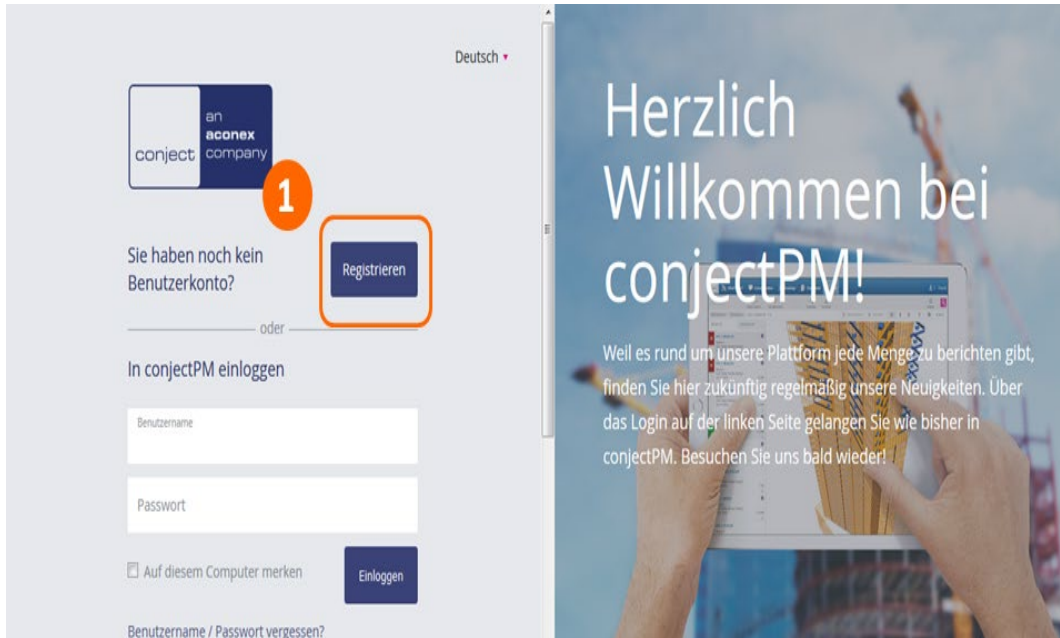 Deutsch
conject
an
aconex
company
1
Sie haben noch kein
Benutzerkonto?
Registrieren
oder
In conjectPM einloggen
Benutzername
Passwort
Auf diesem Computer merken
Einloggen
Benutzername / Passwort vergessen?
Herzlich
Willkommen bei
conjectPM!
Weil es rund um unsere Plattform jede Menge zu berichten gibt,
finden Sie hier zukünftig regelmäßig unsere Neuigkeiten. Über
das Login auf der linken Seite gelangen Sie wie bisher in
conjectPM. Besuchen Sie uns bald wieder!